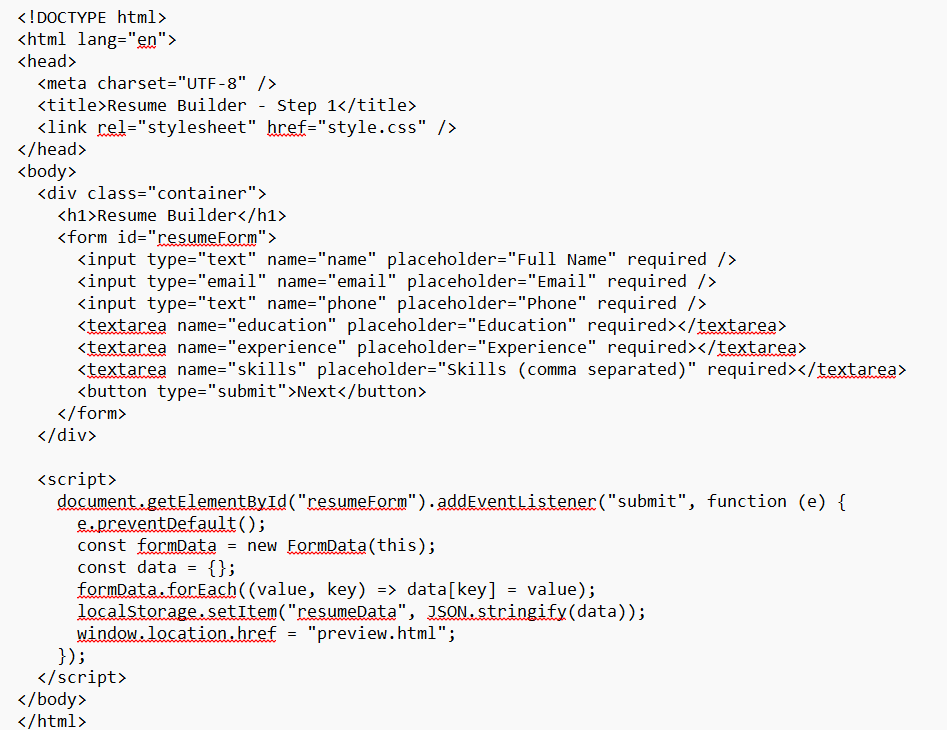 <!DOCTYPE html>
<html lang="en">
<head>
  <meta charset="UTF-8" />
  <title>Resume Builder - Step 1</title>
  <link rel="stylesheet" href="style.css" />
</head>
<body>
  <div class="container">
    <h1>Resume Builder</h1>
    <form id="resumeForm">
      <input type="text" name="name" placeholder="Full Name" required />
      <input type="email" name="email" placeholder="Email" required />
      <input type="text" name="phone" placeholder="Phone" required />
      <textarea name="education" placeholder="Education" required></textarea>
      <textarea name="experience" placeholder="Experience" required></textarea>
      <textarea name="skills" placeholder="Skills (comma separated)" required></textarea>
      <button type="submit">Next</button>
    </form>
  </div>

  <script>
    document.getElementById("resumeForm").addEventListener("submit", function (e) {
      e.preventDefault();
      const formData = new FormData(this);
      const data = {};
      formData.forEach((value, key) => data[key] = value);
      localStorage.setItem("resumeData", JSON.stringify(data));
      window.location.href = "preview.html";
    });
  </script>
</body>
</html>